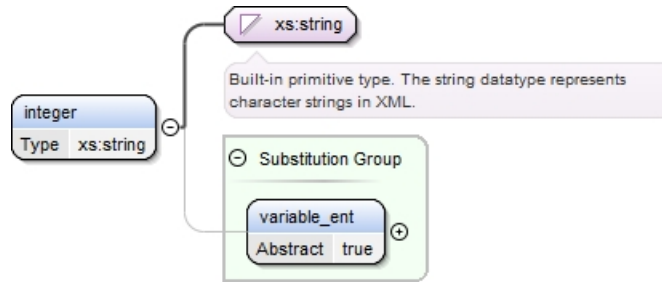 xs:string
Built-in primitive type. The string datatype represents
character strings in XML.
integer
Type xs:string
Substitution Group
variable_ent
Abstract true